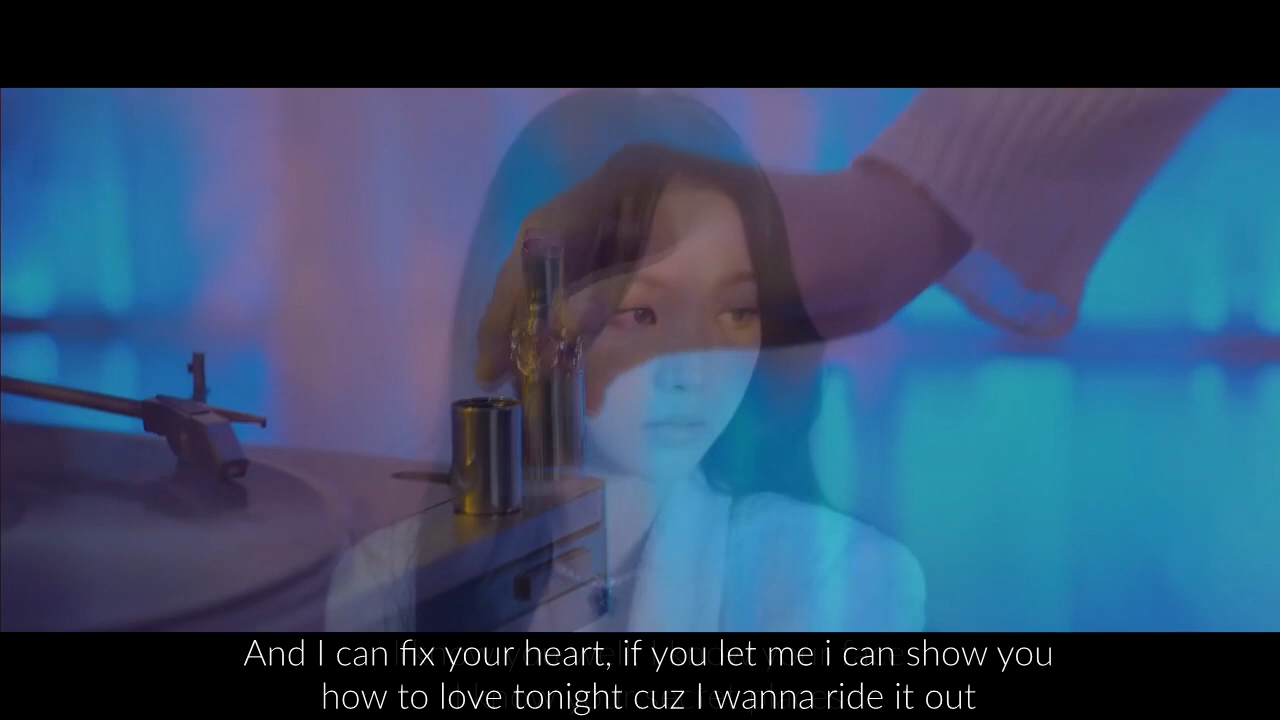 And I can fix your heart, if you let me i can show you
how to love tonight cuz I wanna ride it out